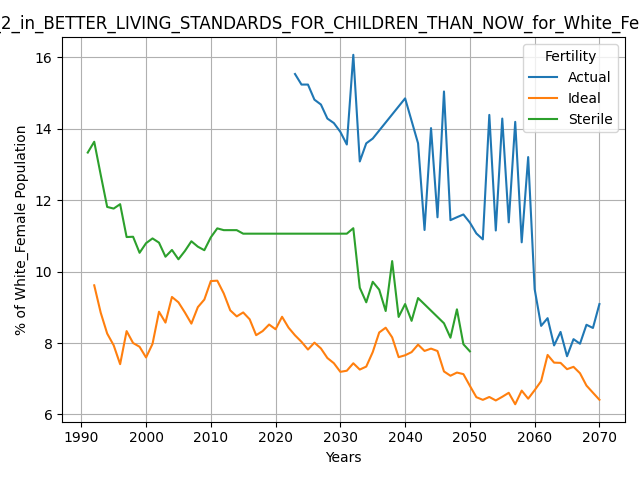 _2_in_BETTER_LIVING_STANDARDS_FOR_CHILDREN_THAN_NOW_for_White_Fe
Fertility
Actual
Ideal
Sterile
% of White_Female Population
16
14
12
10
8
6
1990
2000
2010
2020
2030
2040
2050
2060
2070
Years